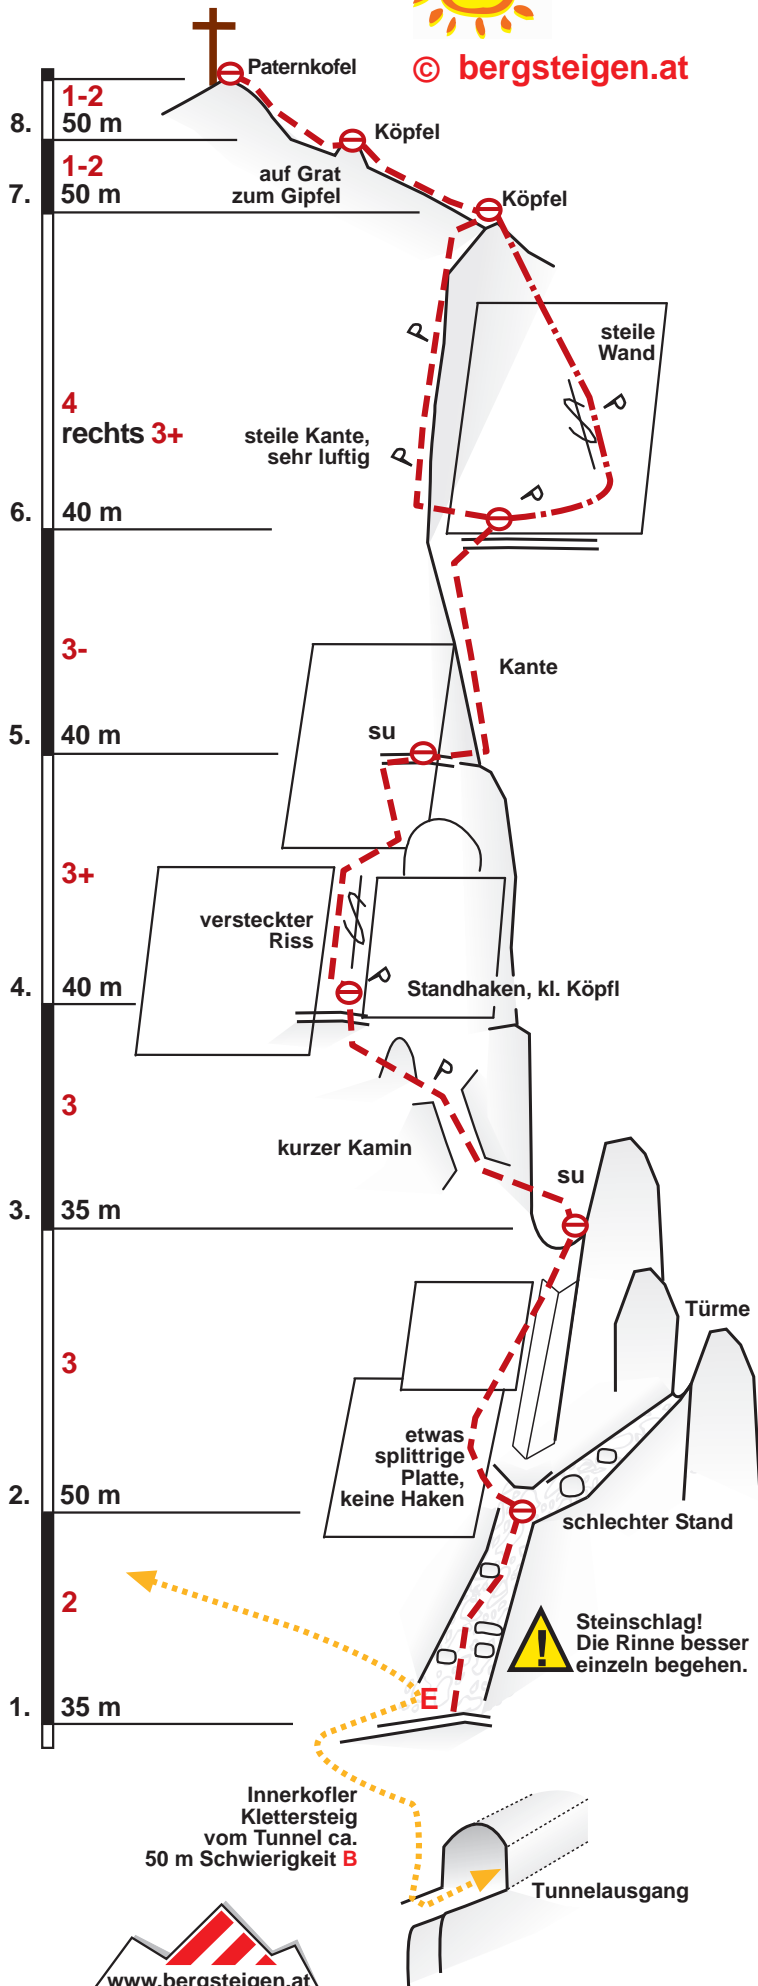 © bergsteigen.at
Paternkofel
1-2
8. 50 m
Köpfel
1-2
auf Grat
zum Gipfel
7. 50 m
Köpfel
P
steile
Wand
P
4
rechts 3+
steile Kante,
sehr luftig
P
P
6. 40 m
3-
Kante
su
5. 40 m
3+
versteckter
Riss
P
4. 40 m
Standhaken, kl. Köpfl
P
3
kurzer Kamin
su
3. 35 m
Türme
3
etwas
splittrige
Platte,
keine Haken
2. 50 m
schlechter Stand
2
!
Steinschlag!
Die Rinne besser
einzeln begehen.
E
1. 35 m
Innerkofler
Klettersteig
vom Tunnel ca.
50 m Schwierigkeit B
Tunnelausgang
www.bergsteigen.at